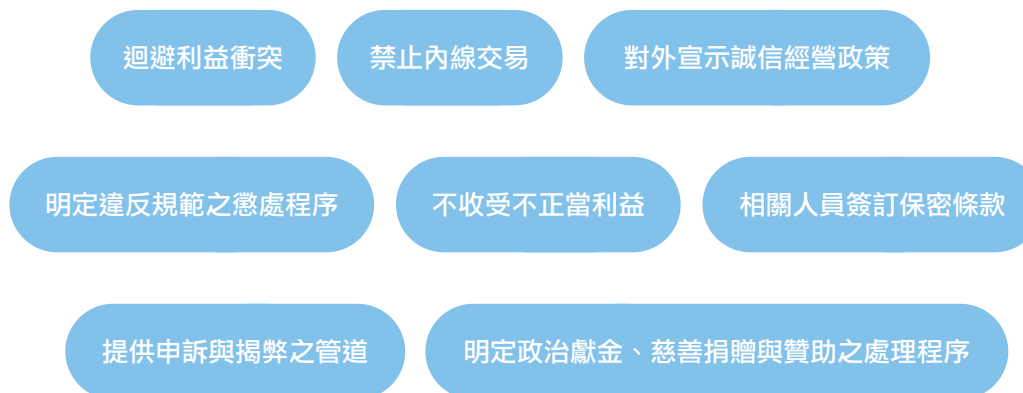 迴避利益衝突
禁止內線交易
對外宣示誠信經營政策
明定違反規範之懲處程序
不收受不正當利益
相關人員簽訂保密條款
提供申訴與揭弊之管道
明定政治獻金、慈善捐贈與贊助之處理程序